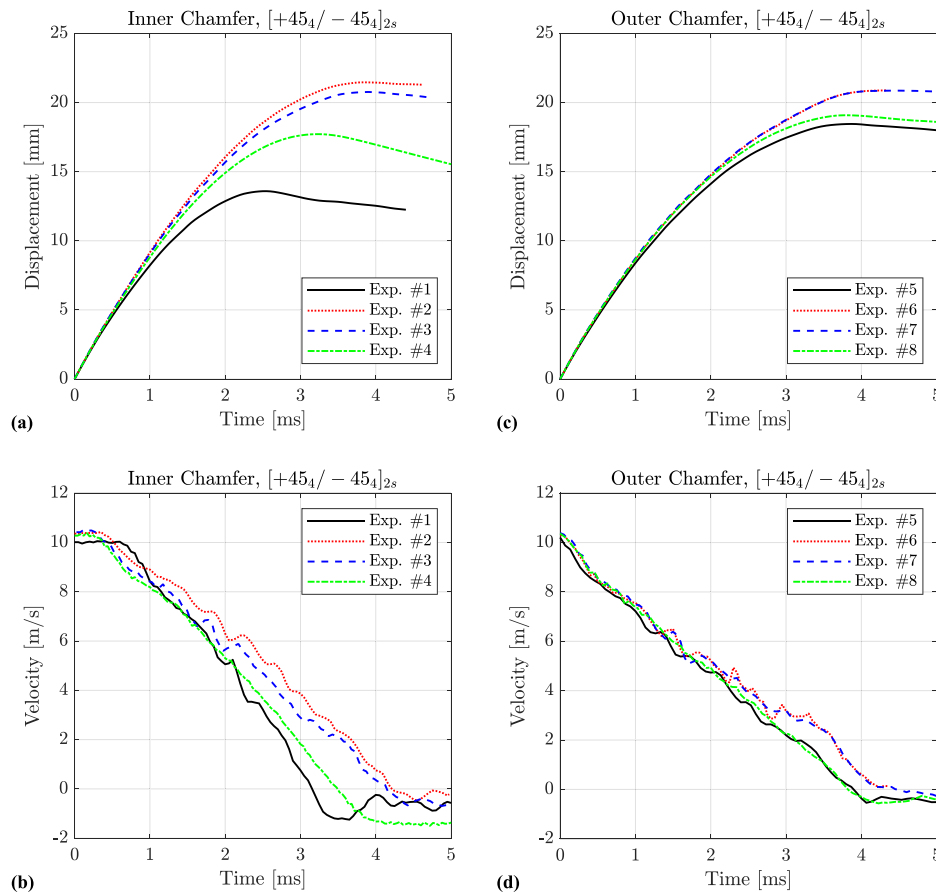 Inner Chamfer, [+45₄/ − 45₄]₂ₛ
25
20
15
10
5
0
Displacement [mm]
Exp. #1
Exp. #2
Exp. #3
Exp. #4
0 1 2 3 4 5
Time [ms]
(a)
Outer Chamfer, [+45₄/ − 45₄]₂ₛ
25
20
15
10
5
0
Displacement [mm]
Exp. #5
Exp. #6
Exp. #7
Exp. #8
0 1 2 3 4 5
Time [ms]
(c)
Inner Chamfer, [+45₄/ − 45₄]₂ₛ
12
10
8
6
4
2
0
-2
Velocity [m/s]
Exp. #1
Exp. #2
Exp. #3
Exp. #4
0 1 2 3 4 5
Time [ms]
(b)
Outer Chamfer, [+45₄/ − 45₄]₂ₛ
12
10
8
6
4
2
0
-2
Velocity [m/s]
Exp. #5
Exp. #6
Exp. #7
Exp. #8
0 1 2 3 4 5
Time [ms]
(d)